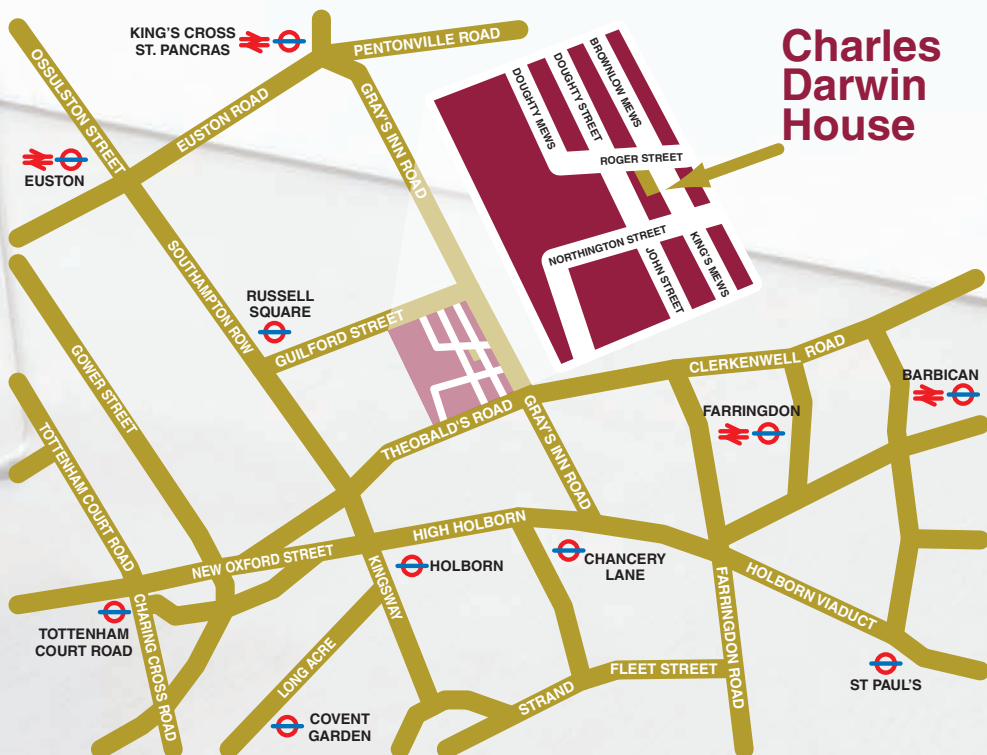 KING'S CROSS
ST. PANCRAS
PENTONVILLE ROAD
Charles
Darwin
House
OSSULSTON STREET
EUSTON ROAD
GRAY'S INN ROAD
DOUGHTY MEWS
DOUGHTY STREET
BROWNLOW MEWS
ROGER STREET
EUSTON
NORTHINGTON STREET
JOHN STREET
KING'S MEWS
SOUTHAMPTON ROW
RUSSELL
SQUARE
GUILFORD STREET
GOWER STREET
CLERKENWELL ROAD
BARBICAN
FARRINGDON
THEOBALD'S ROAD
GRAY'S INN ROAD
TOTTENHAM COURT ROAD
HIGH HOLBORN
NEW OXFORD STREET
HOLBORN
CHANCERY
LANE
KINGSWAY
FARRINGDON ROAD
HOLBORN VIADUCT
TOTTENHAM
COURT ROAD
CHARING CROSS ROAD
LONG ACRE
FLEET STREET
STRAND
ST PAUL'S
COVENT
GARDEN